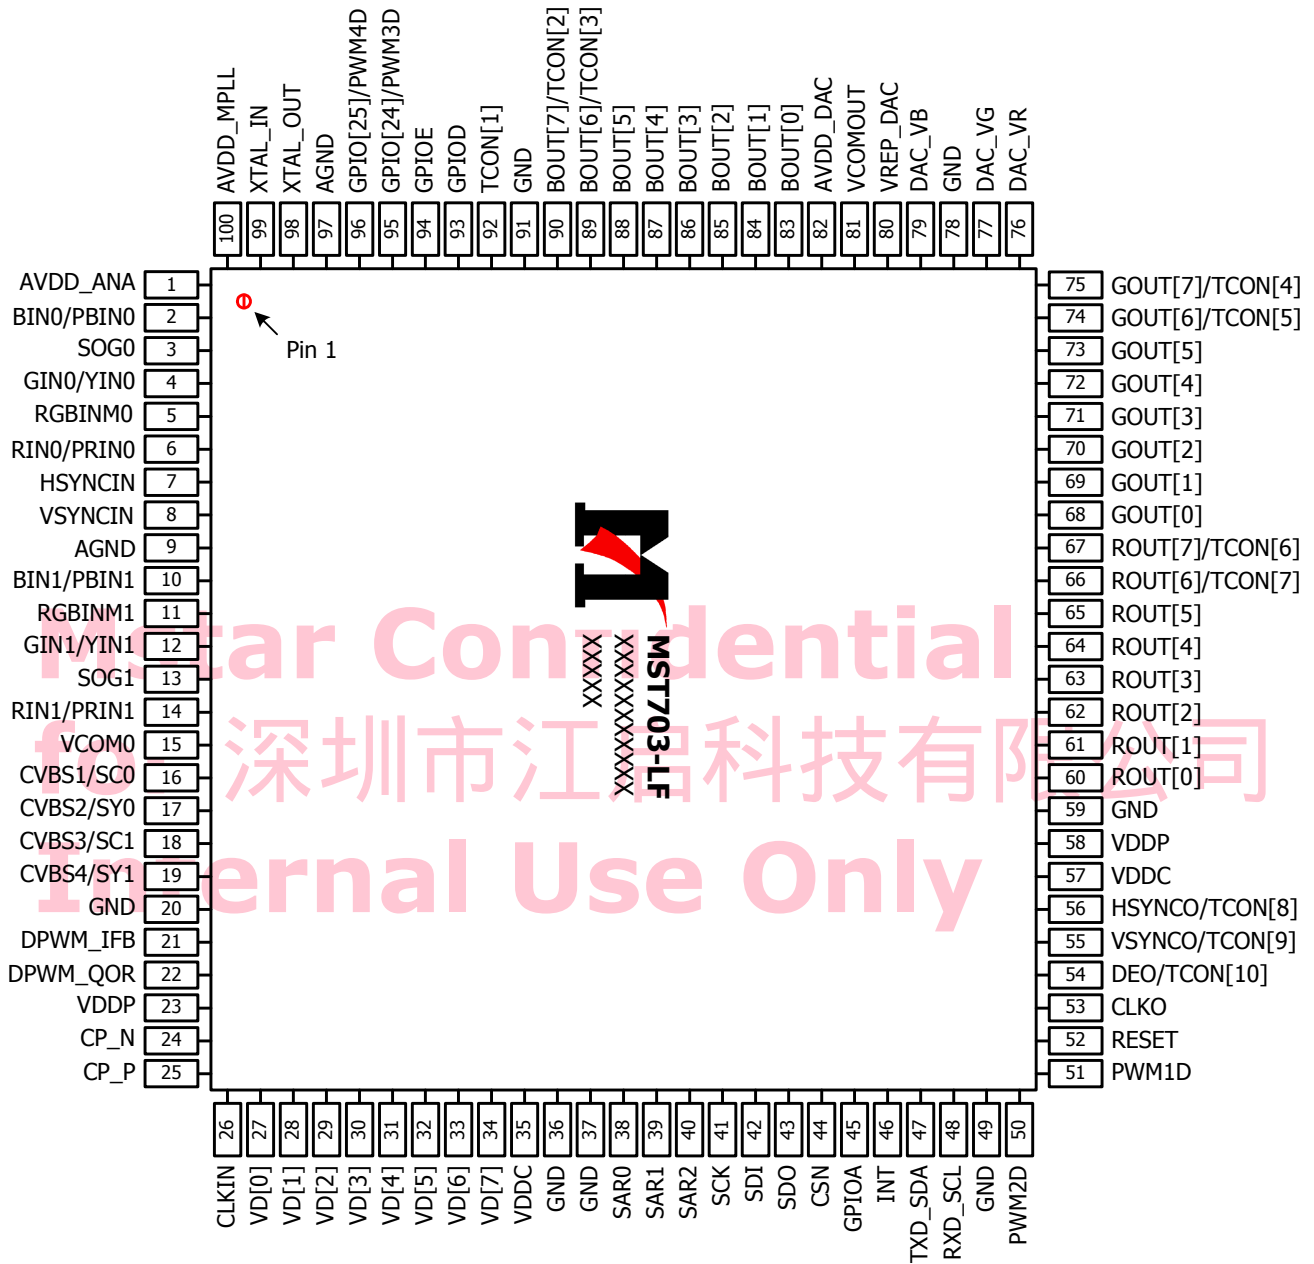 AVDD_MPLL
XTAL_IN
XTAL_OUT
AGND
GPIO[25]/PWM4D
GPIO[24]/PWM3D
GPIOE
GPIOD
TCON[1]
GND
BOUT[7]/TCON[2]
BOUT[6]/TCON[3]
BOUT[5]
BOUT[4]
BOUT[3]
BOUT[2]
BOUT[1]
BOUT[0]
AVDD_DAC
VCOMOUT
VREP_DAC
DAC_VB
GND
DAC_VG
DAC_VR
100 99 98 97 96 95 94 93 92 91 90 89 88 87 86 85 84 83 82 81 80 79 78 77 76
AVDD_ANA 1
BIN0/PBIN0 2
SOG0 3
GIN0/YIN0 4
RGBINM0 5
RIN0/PRIN0 6
HSYNCIN 7
VSYNCIN 8
AGND 9
BIN1/PBIN1 10
RGBINM1 11
GIN1/YIN1 12
SOG1 13
RIN1/PRIN1 14
VCOM0 15
CVBS1/SC0 16
CVBS2/SY0 17
CVBS3/SC1 18
CVBS4/SY1 19
GND 20
DPWM_IFB 21
DPWM_QOR 22
VDDP 23
CP_N 24
CP_P 25
Pin 1
MST703-LF
XXXXXXXXXXX
XXXXX
75 GOUT[7]/TCON[4]
74 GOUT[6]/TCON[5]
73 GOUT[5]
72 GOUT[4]
71 GOUT[3]
70 GOUT[2]
69 GOUT[1]
68 GOUT[0]
67 ROUT[7]/TCON[6]
66 ROUT[6]/TCON[7]
65 ROUT[5]
64 ROUT[4]
63 ROUT[3]
62 ROUT[2]
61 ROUT[1]
60 ROUT[0]
59 GND
58 VDDP
57 VDDC
56 HSYNCO/TCON[8]
55 VSYNCO/TCON[9]
54 DEO/TCON[10]
53 CLKO
52 RESET
51 PWM1D
26 27 28 29 30 31 32 33 34 35 36 37 38 39 40 41 42 43 44 45 46 47 48 49 50
CLKIN
VD[0]
VD[1]
VD[2]
VD[3]
VD[4]
VD[5]
VD[6]
VD[7]
VDDC
GND
GND
SAR0
SAR1
SAR2
SCK
SDI
SDO
CSN
GPIOA
INT
TXD_SDA
RXD_SCL
GND
PWM2D
Mstar Confidential
for 深圳市江启科技有限公司
Internal Use Only